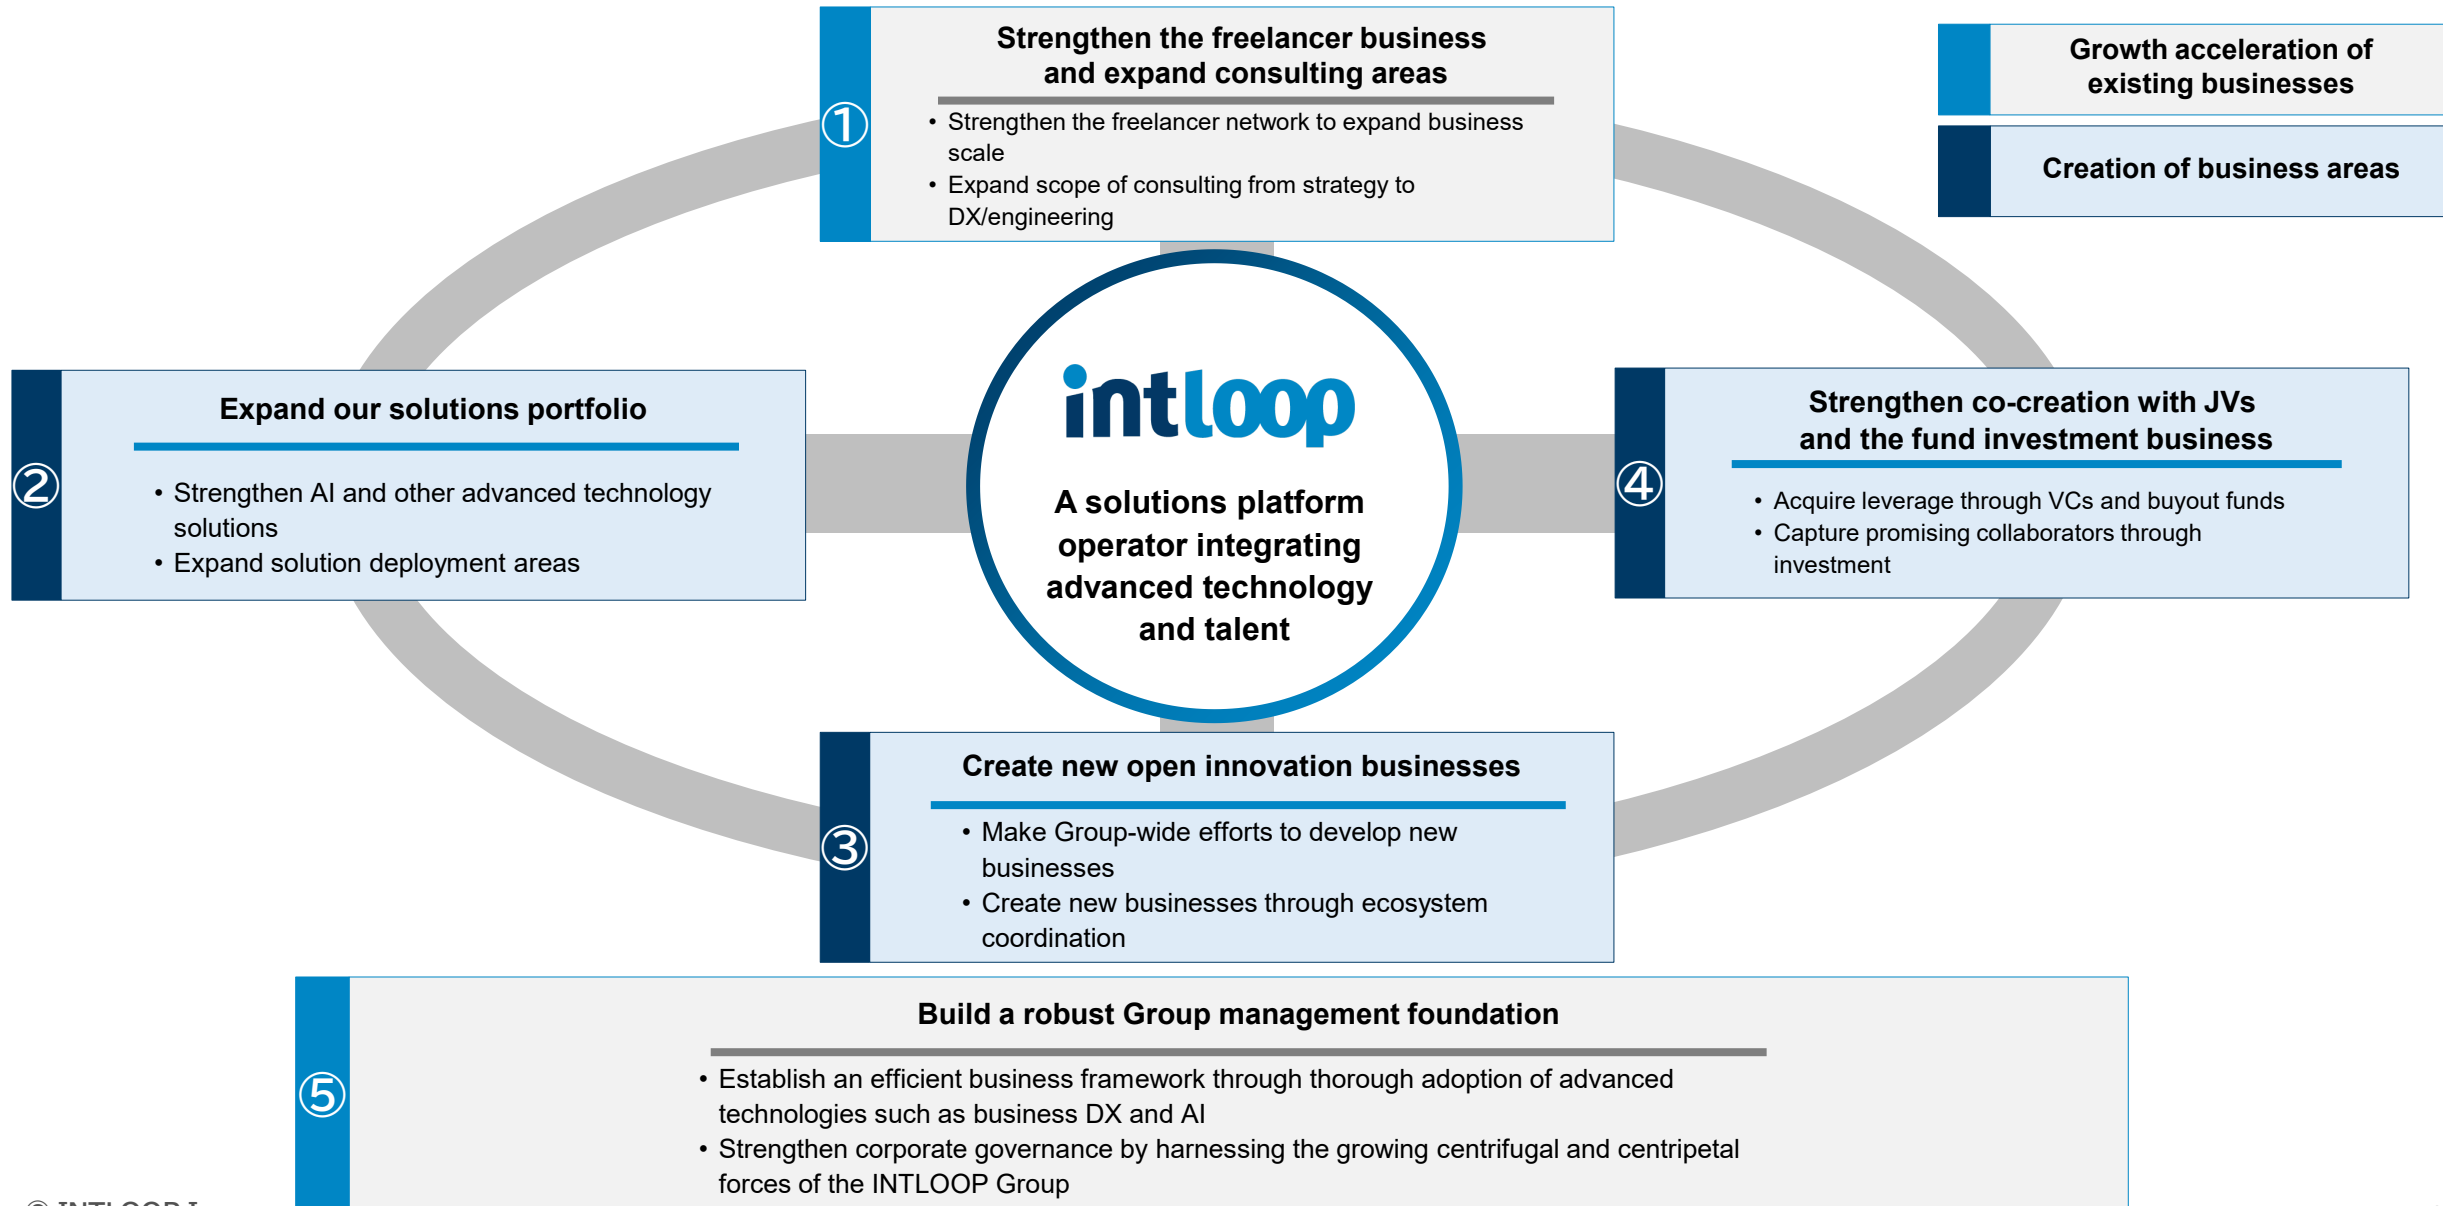 Strengthen the freelancer business
and expand consulting areas
①
• Strengthen the freelancer network to expand business
scale
• Expand scope of consulting from strategy to
DX/engineering
Growth acceleration of
existing businesses
Creation of business areas
②
Expand our solutions portfolio
• Strengthen AI and other advanced technology
solutions
• Expand solution deployment areas
intloop
A solutions platform
operator integrating
advanced technology
and talent
④
Strengthen co-creation with JVs
and the fund investment business
• Acquire leverage through VCs and buyout funds
• Capture promising collaborators through
investment
③
Create new open innovation businesses
• Make Group-wide efforts to develop new
businesses
• Create new businesses through ecosystem
coordination
⑤
Build a robust Group management foundation
• Establish an efficient business framework through thorough adoption of advanced
technologies such as business DX and AI
• Strengthen corporate governance by harnessing the growing centrifugal and centripetal
forces of the INTLOOP Group
© INTLOOP